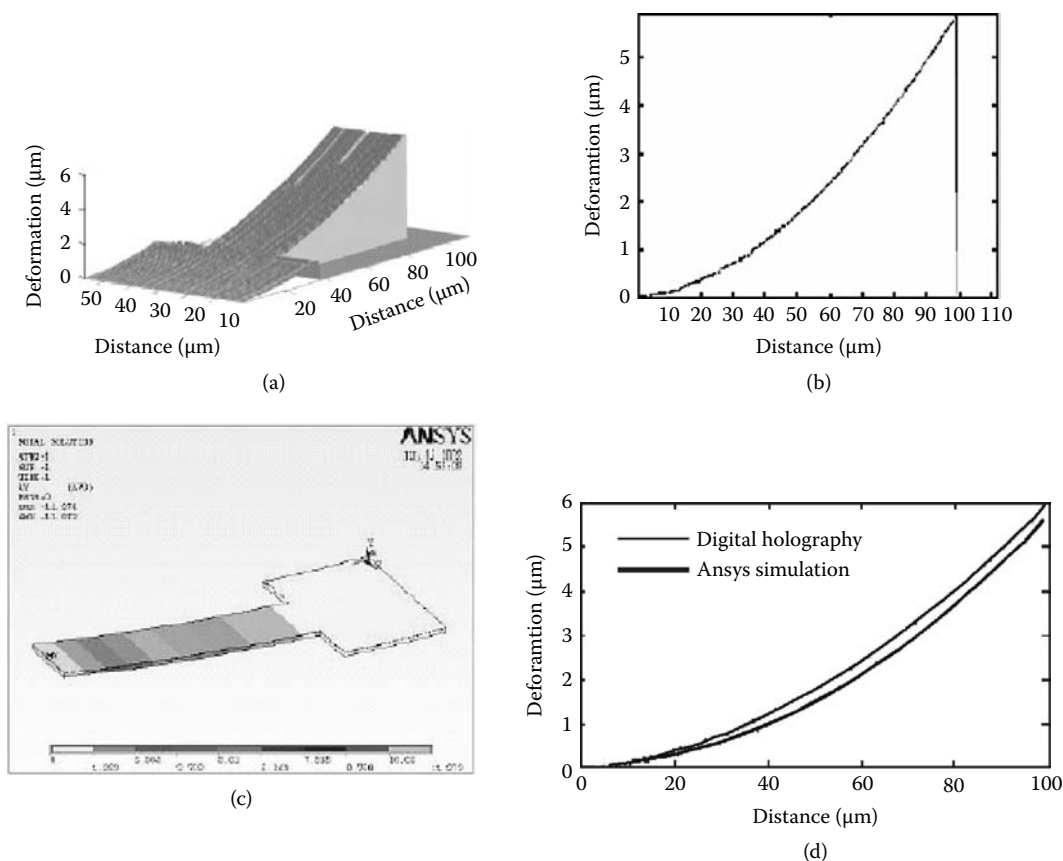 Deformation (μm)
6
4
2
0
50
40
30
20
10
20
40
60
80
100
Distance (μm)
Distance (μm)
(a)
Deforamtion (μm)
5
4
3
2
1
0
10 20 30 40 50 60 70 80 90 100 110
Distance (μm)
(b)
ANSYS
NODAL SOLUTION
(c)
Deforamtion (μm)
6
5
4
3
2
1
0
Digital holography
Ansys simulation
0 20 40 60 80 100
Distance (μm)
(d)